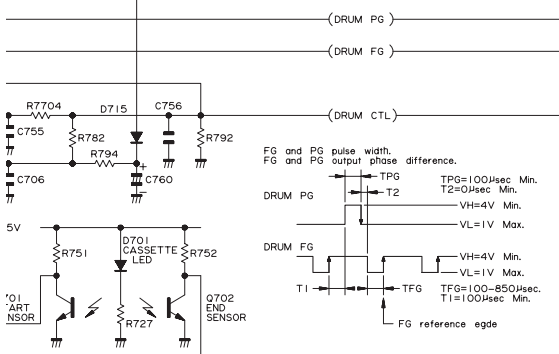 DRUM PG
DRUM FG
R7704
D715
C756
DRUM CTL
C755
R782
R792
R794
C706
+
C760
-
FG and PG pulse width.
FG and PG output phase difference.
TPG
T2
TPG=100µsec Min.
T2=0µsec Min.
DRUM PG
VH=4V Min.
VL=1V Max.
DRUM FG
VH=4V Min.
VL=1V Max.
T1
TFG
TFG=100-850µsec.
T1=100µsec Min.
FG reference egde
5V
R751
D701
CASSETTE
LED
R752
701
TART
NSOR
R727
Q702
END
SENSOR